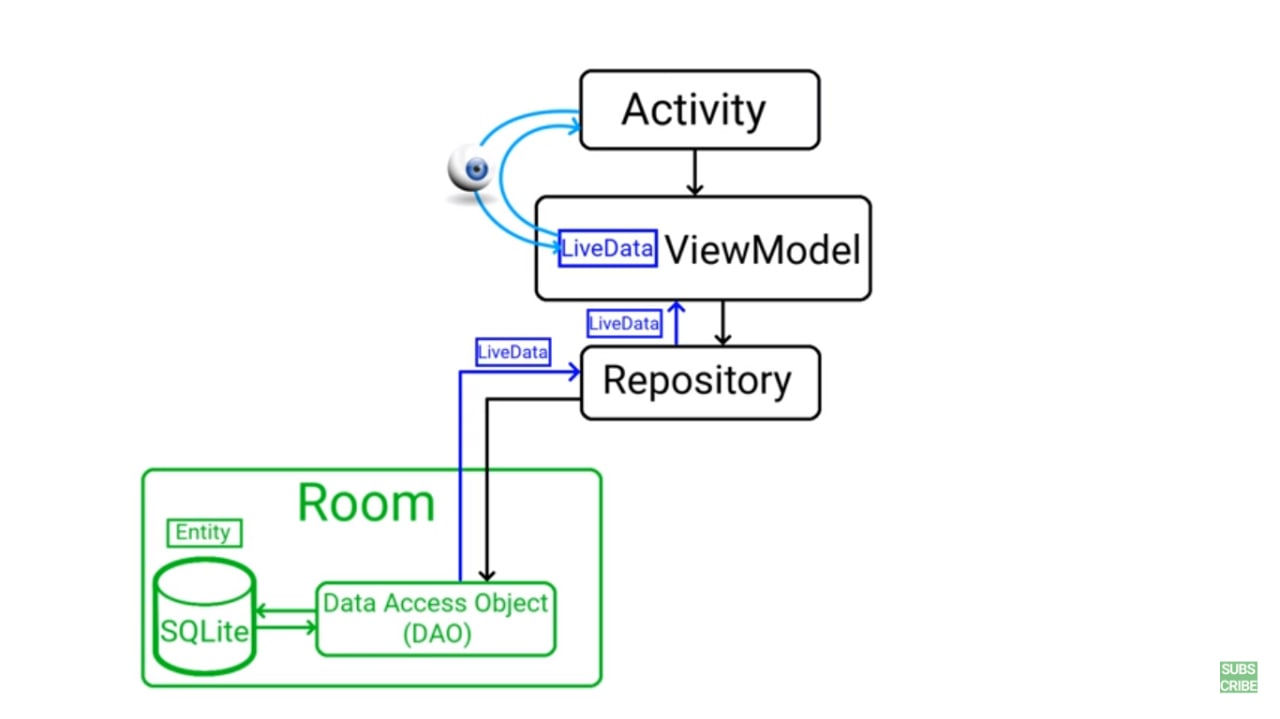 Activity
LiveData
ViewModel
LiveData
LiveData
Repository
Room
Entity
SQLite
Data Access Object
(DAO)
SUBS
CRIBE